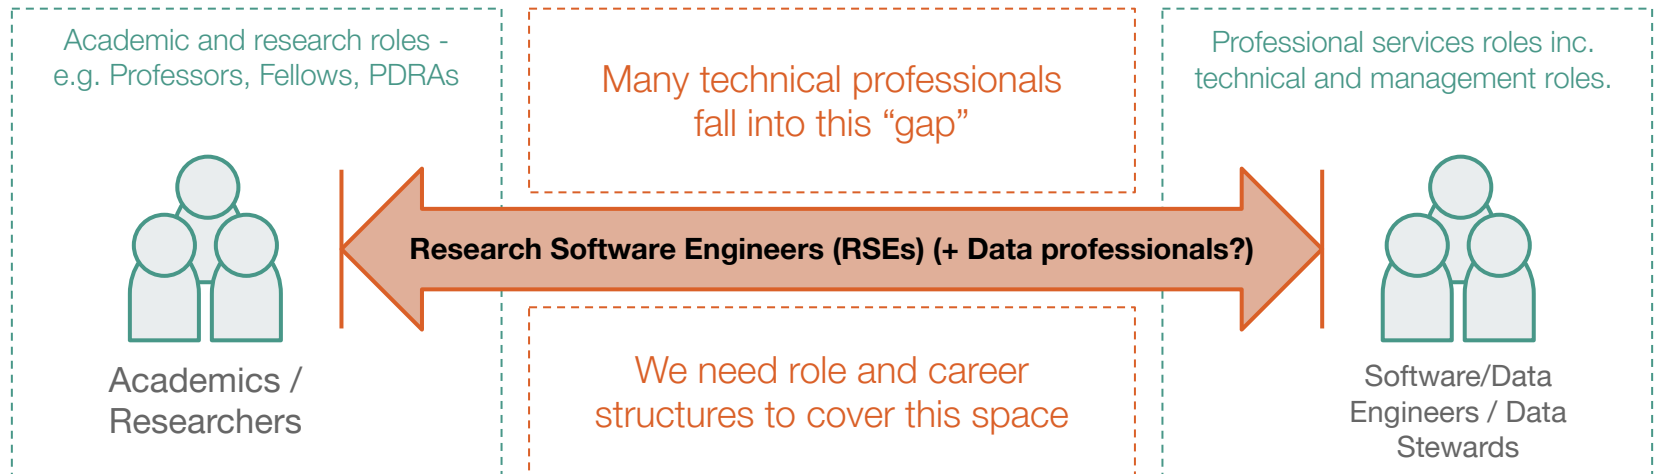 Academic and research roles -
e.g. Professors, Fellows, PDRAs
Many technical professionals
fall into this “gap”
Professional services roles inc.
technical and management roles.
Research Software Engineers (RSEs) (+ Data professionals?)
Academics /
Researchers
We need role and career
structures to cover this space
Software/Data
Engineers / Data
Stewards